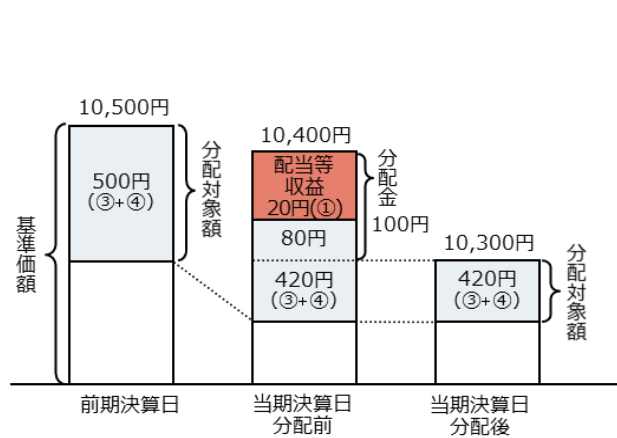 10,500円
500円
(③+④)
分配対象額
基準価額
前期決算日
10,400円
配当等
収益
20円(①)
80円
420円
(③+④)
分配金
100円
当期決算日
分配前
10,300円
420円
(③+④)
分配対象額
当期決算日
分配後